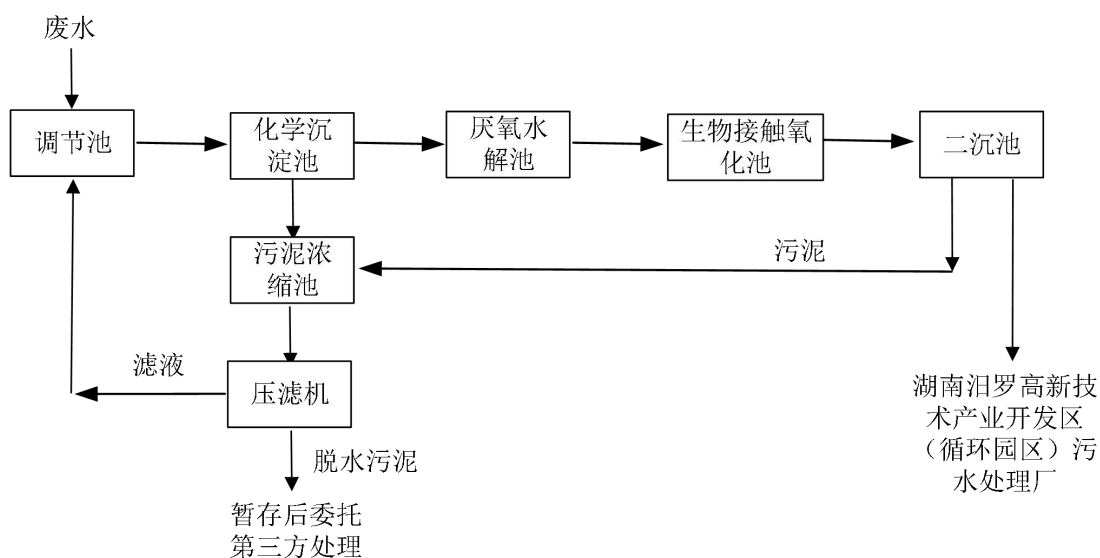 废水
调节池
化学沉
淀池
厌氧水
解池
生物接触氧
化池
二沉池
污泥浓
缩池
污泥
滤液
压滤机
脱水污泥
暂存后委托
第三方处理
湖南汨罗高新技
术产业开发区
（循环园区）污
水处理厂